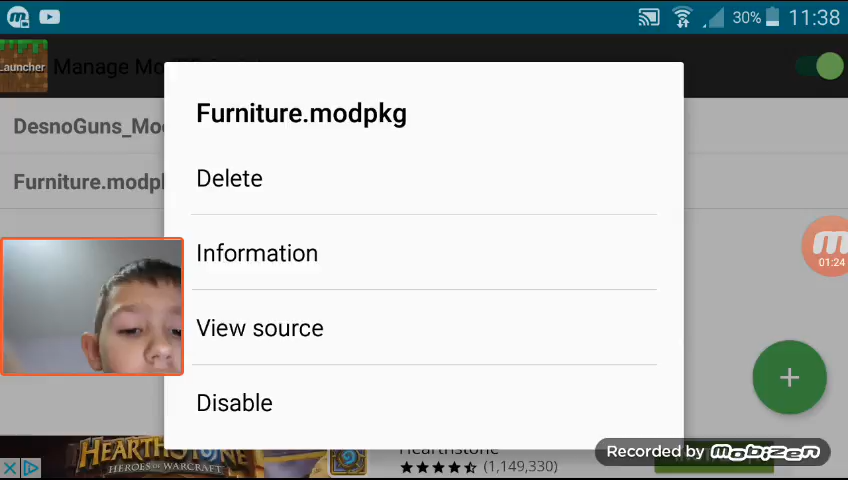 30% 11:38
Launcher Manage Mo
Furniture.modpkg
DesnoGuns_Mo
Delete
Furniture.modp
Information
01:24
View source
Disable
+
HEARTHSTONE
HEROES OF WARCRAFT
Hearthstone
(1,149,330)
Recorded by mobizen